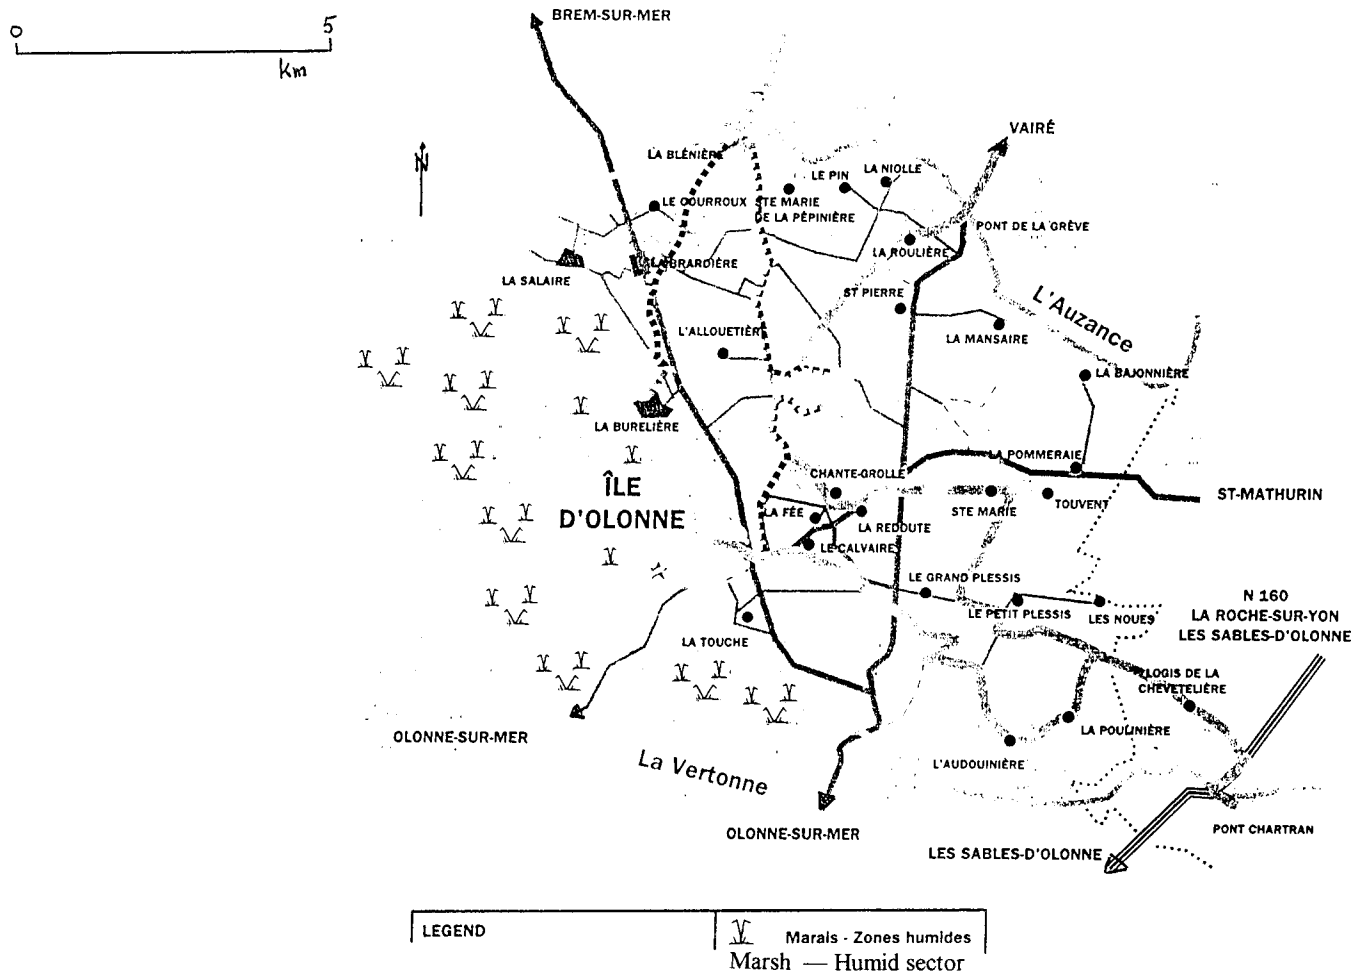 BREM-SUR-MER
0 5
km
N
VAIRÉ
LA BLÉNIÈRE
LE PIN
LA NIOLLE
LE COURROUX
STE MARIE
DE LA PÉPINIÈRE
PONT DE LA GRÈVE
LA ROULIÈRE
LA BRARDIÈRE
LA SALAIRE
ST PIERRE
L'Auzance
L'ALLOUETIÈRE
LA MANSAIRE
LA BAJONNIÈRE
LA BURELIÈRE
LA POMMERAIE
CHANTE-GROLLE
ÎLE
D'OLONNE
ST-MATHURIN
LA FÉE
LA REDOUTE
STE MARIE
TOUVENT
LE CALVAIRE
LE GRAND PLESSIS
LE PETIT PLESSIS
LES NOUES
N 160
LA ROCHE-SUR-YON
LES SABLES-D'OLONNE
LA TOUCHE
LOGIS DE LA
CHEVETELIÈRE
LA POULINIÈRE
OLONNE-SUR-MER
L'AUDOUINIÈRE
La Vertonne
OLONNE-SUR-MER
PONT CHARTRAN
LES SABLES-D'OLONNE
LEGEND
Marais - Zones humides
Marsh — Humid sector